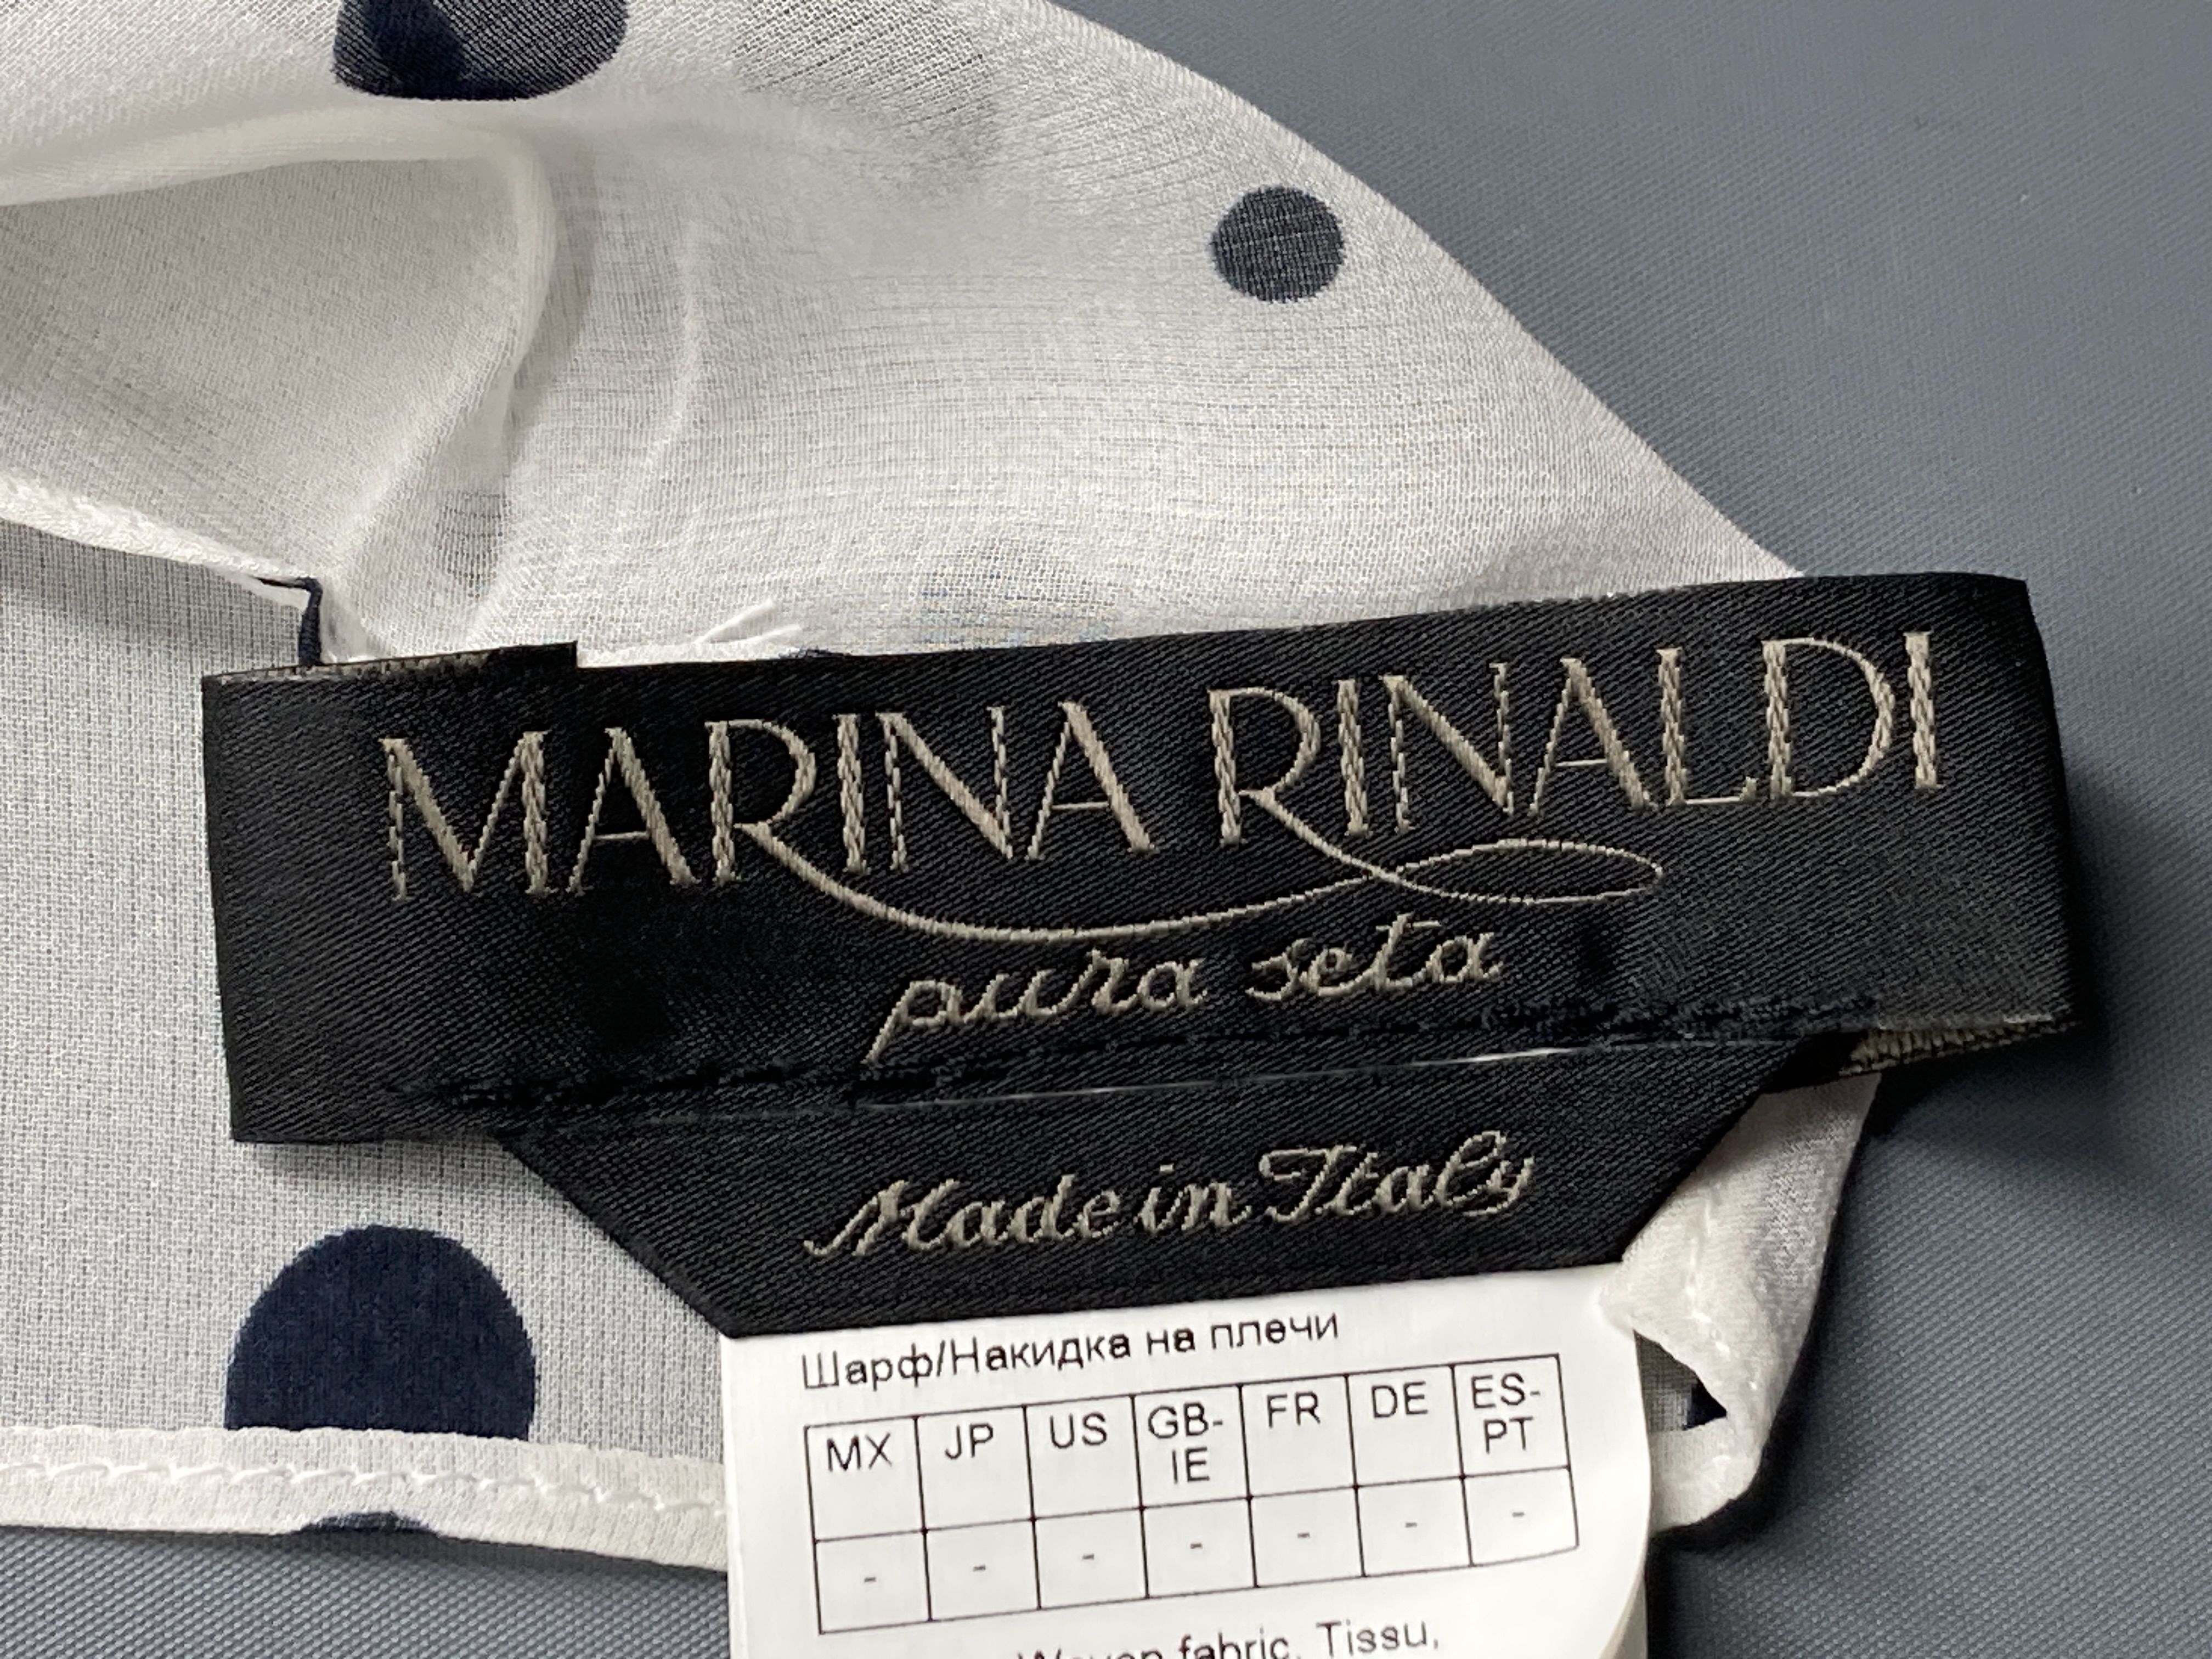 MARINA RINALDI
pura seta
Made in Italy
Шарф/Накидка на плечи
MX JP US GB-IE FR DE ES-PT
- - - - - - -
Woven fabric, Tissu,